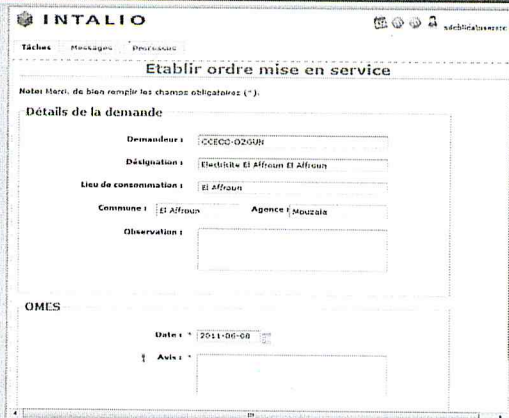 INTALIO
Tâches Messages Processus
Etablir ordre mise en service
Note: Merci, de bien remplir les champs obligatoires (*).
Détails de la demande
Demandeur : CCECC-OZGUN
Désignation : Electricite El Affroun El Affroun
Lieu de consommation : El Affroun
Commune : El Affroun Agence : Mouzaia
Observation :
OMES
Date : * 2011-06-08
! Avis : *